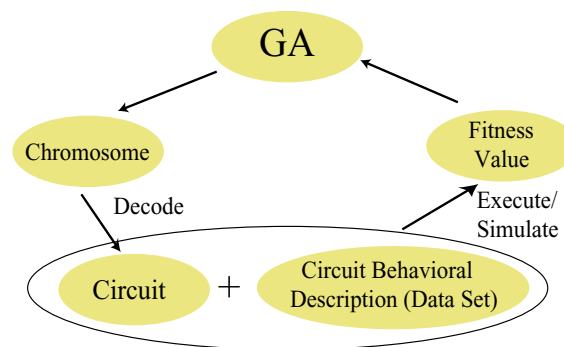 GA
Chromosome
Fitness
Value
Decode
Execute/
Simulate
Circuit
+
Circuit Behavioral
Description (Data Set)